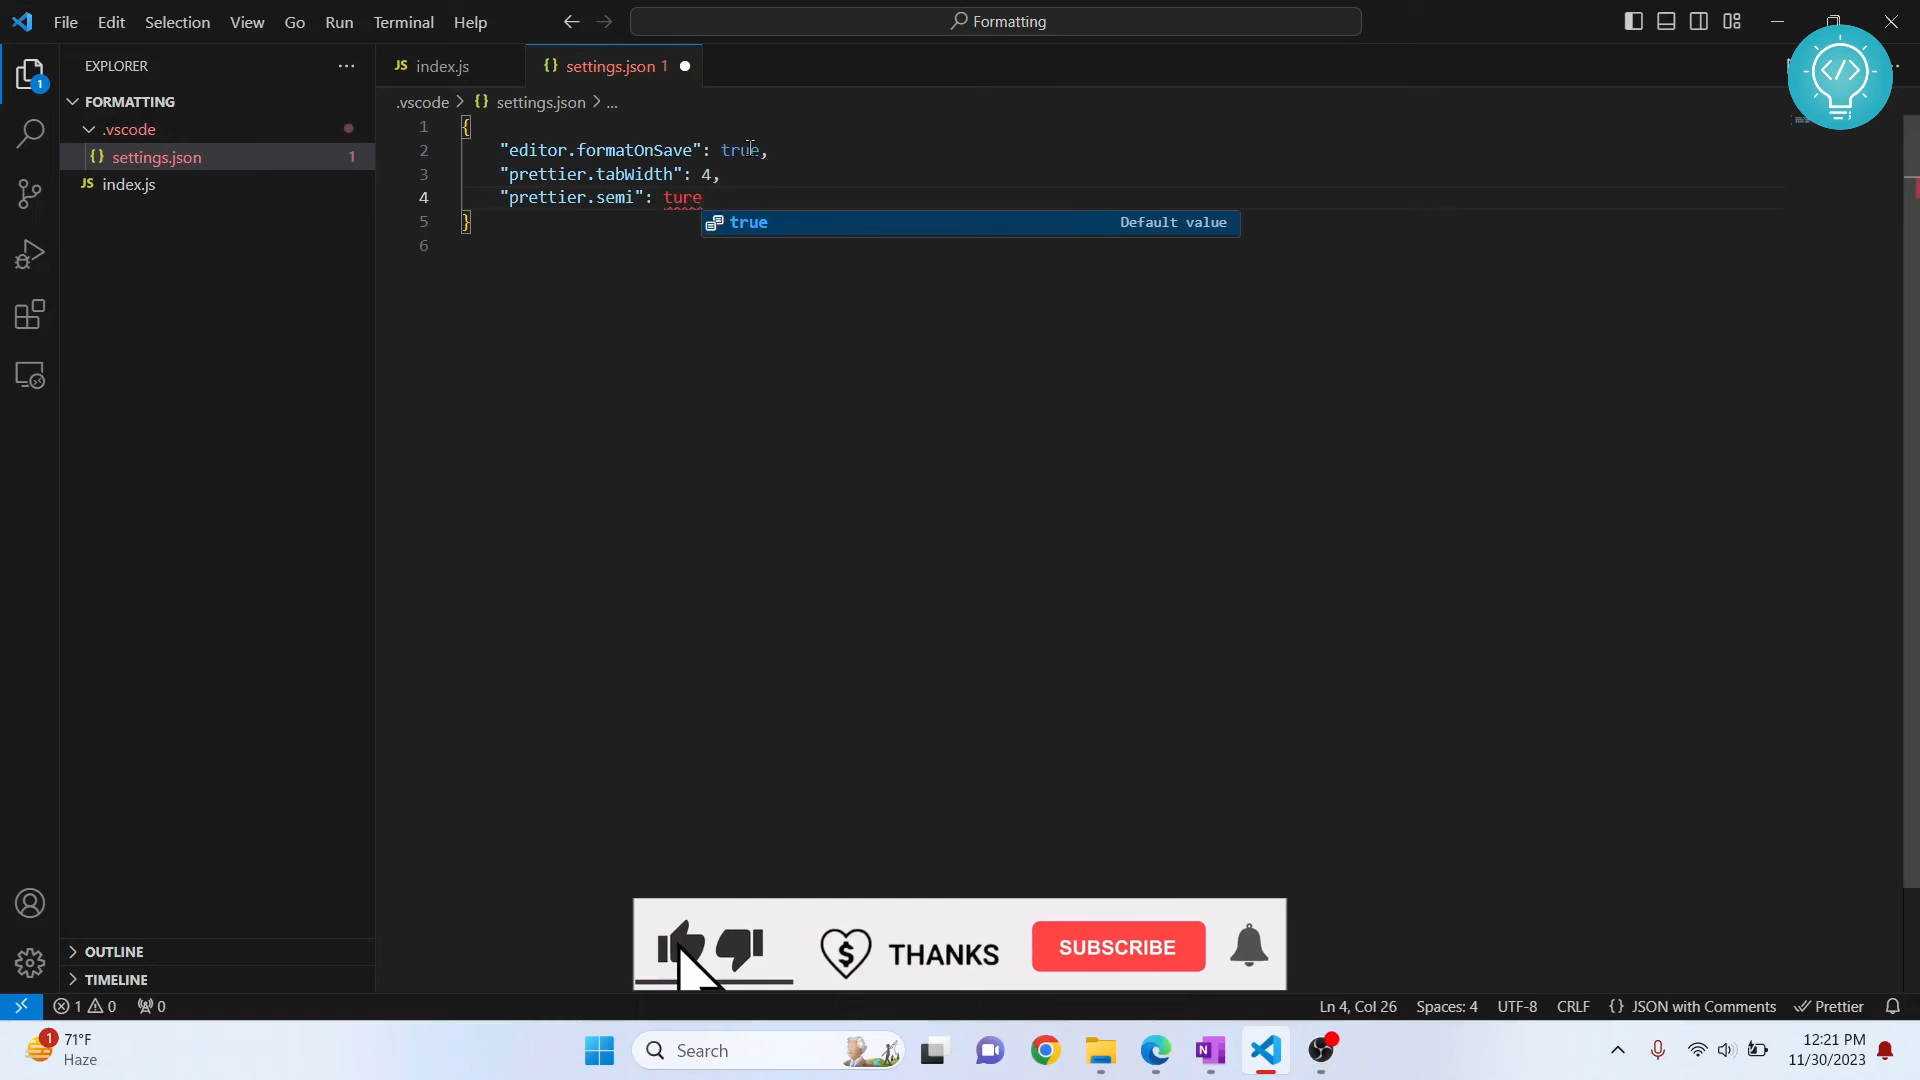 File Edit Selection View Go Run Terminal Help
Formatting
EXPLORER
JS index.js
{} settings.json 1
.vscode > {} settings.json > ...
1
FORMATTING
.vscode
{} settings.json 1
JS index.js
1 {
2 "editor.formatOnSave": true,
3 "prettier.tabWidth": 4,
4 "prettier.semi": ture
true Default value
5 }
6
</>
$ THANKS
SUBSCRIBE
OUTLINE
TIMELINE
1 0 0
Ln 4, Col 26 Spaces: 4 UTF-8 CRLF {} JSON with Comments Prettier
1 71°F
Haze
Search
N
12:21 PM
11/30/2023